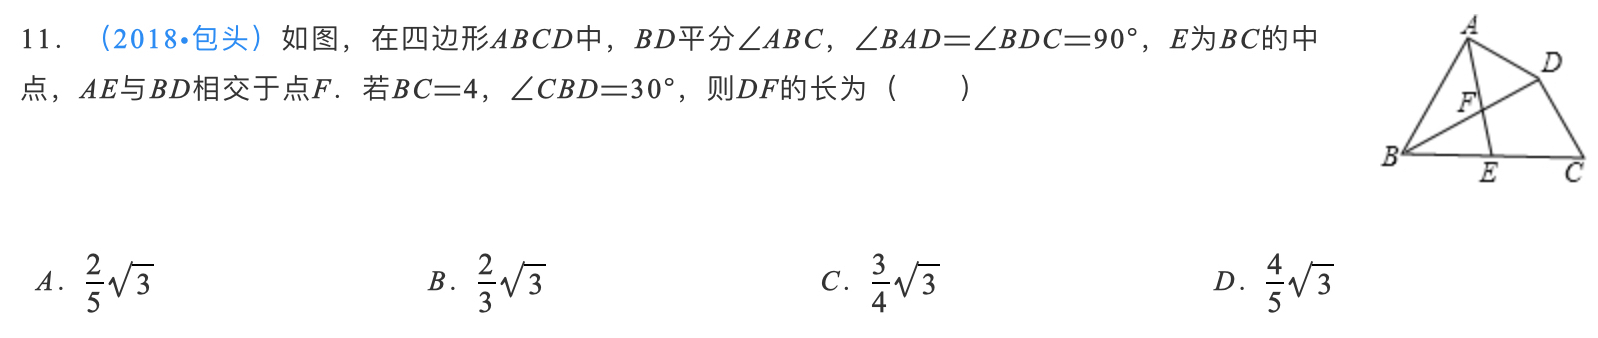 11. （2018•包头）如图，在四边形ABCD中，BD平分∠ABC，∠BAD＝∠BDC＝90°，E为BC的中
点，AE与BD相交于点F．若BC＝4，∠CBD＝30°，则DF的长为（　　）
A
D
F
B
E
C
A. 2/5√3 B. 2/3√3 C. 3/4√3 D. 4/5√3